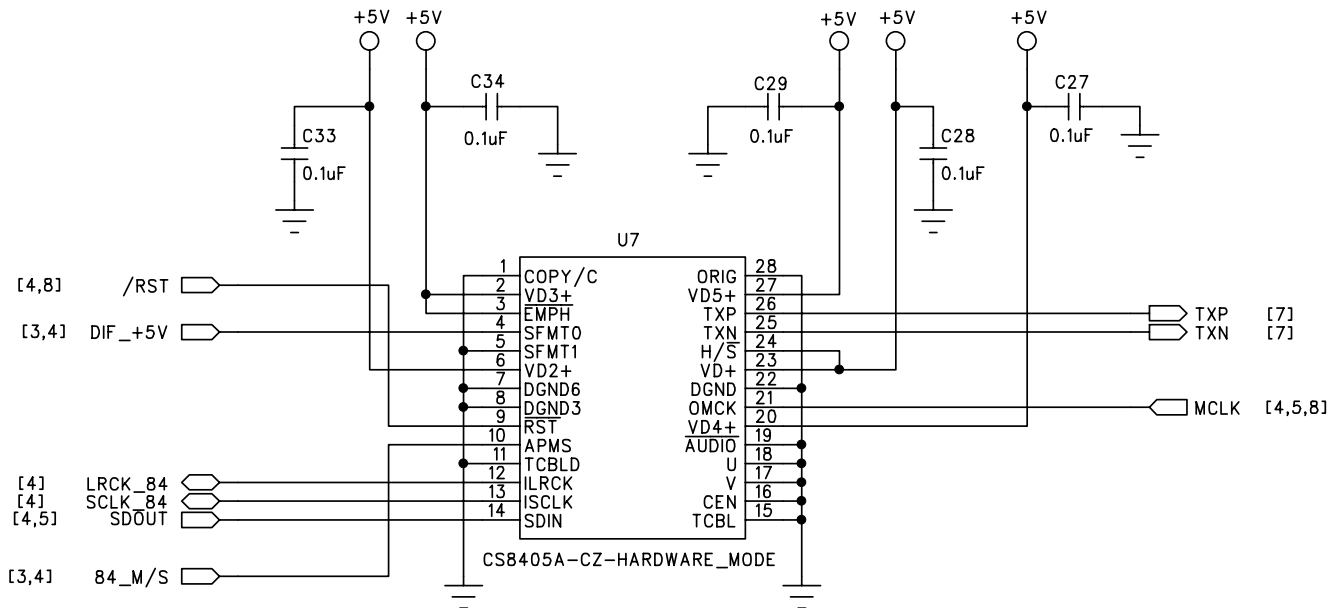 +5V +5V +5V +5V +5V
C34 C29 C27
C33 0.1uF 0.1uF C28 0.1uF
0.1uF 0.1uF
U7
1 COPY/C ORIG 28
2 VD3+ VD5+ 27
3 EMPH TXP 26
4 SFMT0 TXN 25
5 SFMT1 H/S 24
6 VD2+ VD+ 23
7 DGND6 DGND 22
8 DGND3 OMCK 21
9 RST VD4+ 20
10 APMS AUDIO 19
11 TCBLD U 18
12 ILRCK V 17
13 ISCLK CEN 16
14 SDIN TCBL 15
CS8405A-CZ-HARDWARE_MODE
[4,8] /RST
[3,4] DIF_+5V
[4] LRCK_84
[4] SCLK_84
[4,5] SDOUT
[3,4] 84_M/S
TXP [7]
TXN [7]
MCLK [4,5,8]